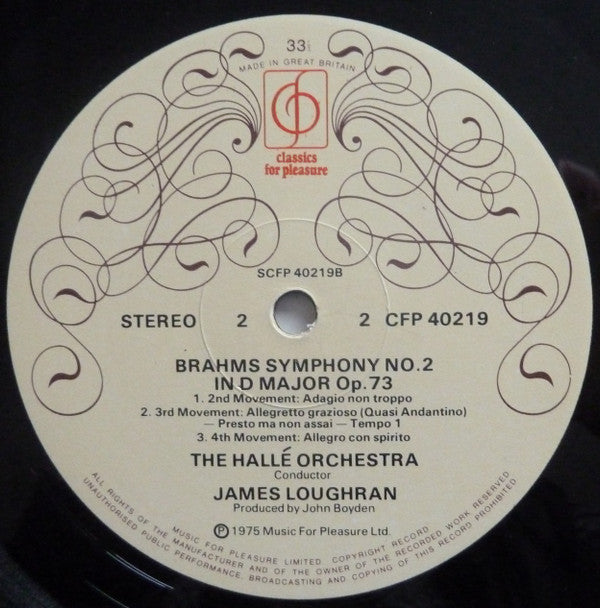 33⅓
MADE IN GREAT BRITAIN
classics
for pleasure
SCFP 40219B
STEREO 2 2 CFP 40219
BRAHMS SYMPHONY NO.2
IN D MAJOR Op.73
1. 2nd Movement: Adagio non troppo
2. 3rd Movement: Allegretto grazioso (Quasi Andantino)
— Presto ma non assai — Tempo 1
3. 4th Movement: Allegro con spirito
THE HALLÉ ORCHESTRA
Conductor
JAMES LOUGHRAN
Produced by John Boyden
Ⓟ 1975 Music For Pleasure Ltd.
MUSIC FOR PLEASURE LIMITED. COPYRIGHT RECORD
ALL RIGHTS OF THE MANUFACTURER AND OF THE OWNER OF THE RECORDED WORK RESERVED
UNAUTHORISED PUBLIC PERFORMANCE, BROADCASTING AND COPYING OF THIS RECORD PROHIBITED